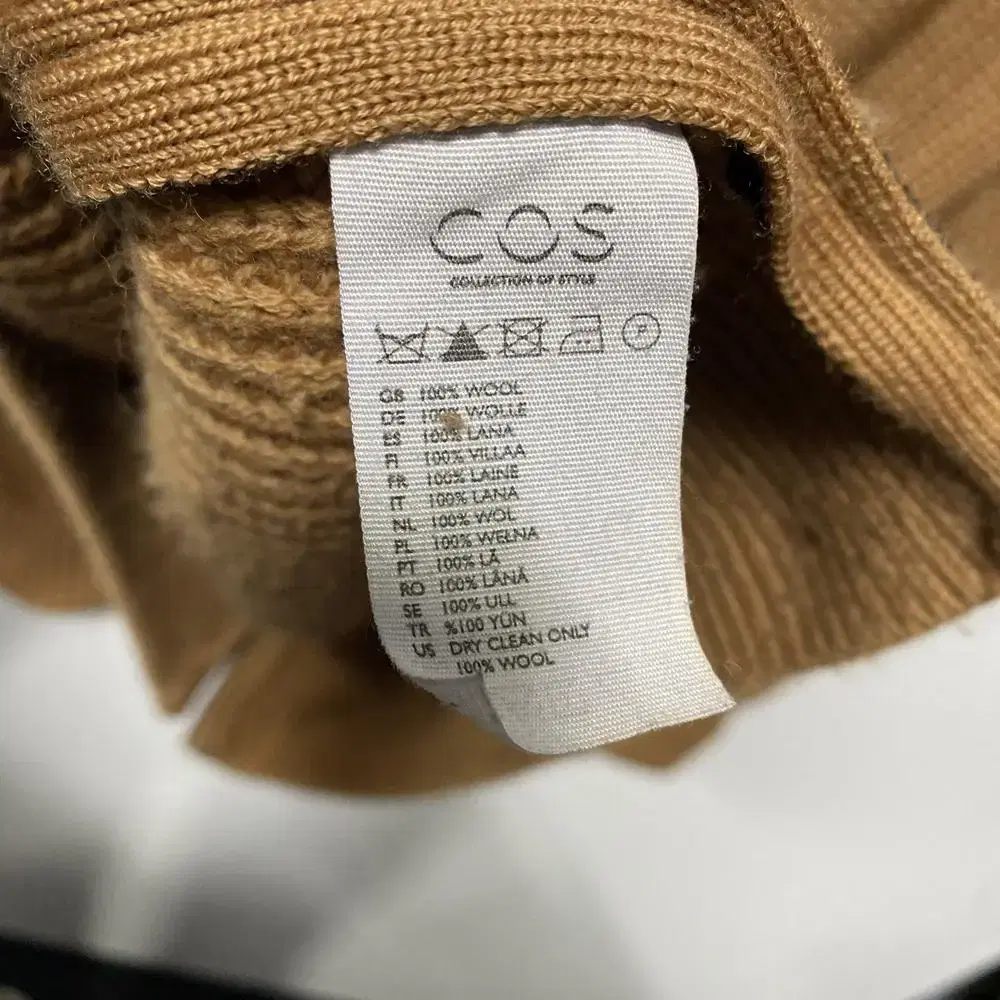 COS
COLLECTION OF STYLE
P
GB 100% WOOL
DE 100% WOLLE
ES 100% LANA
FI 100% VILLAA
FR 100% LAINE
IT 100% LANA
NL 100% WOL
PL 100% WEŁNA
PT 100% LÃ
RO 100% LÂNĂ
SE 100% ULL
TR %100 YÜN
US DRY CLEAN ONLY
100% WOOL